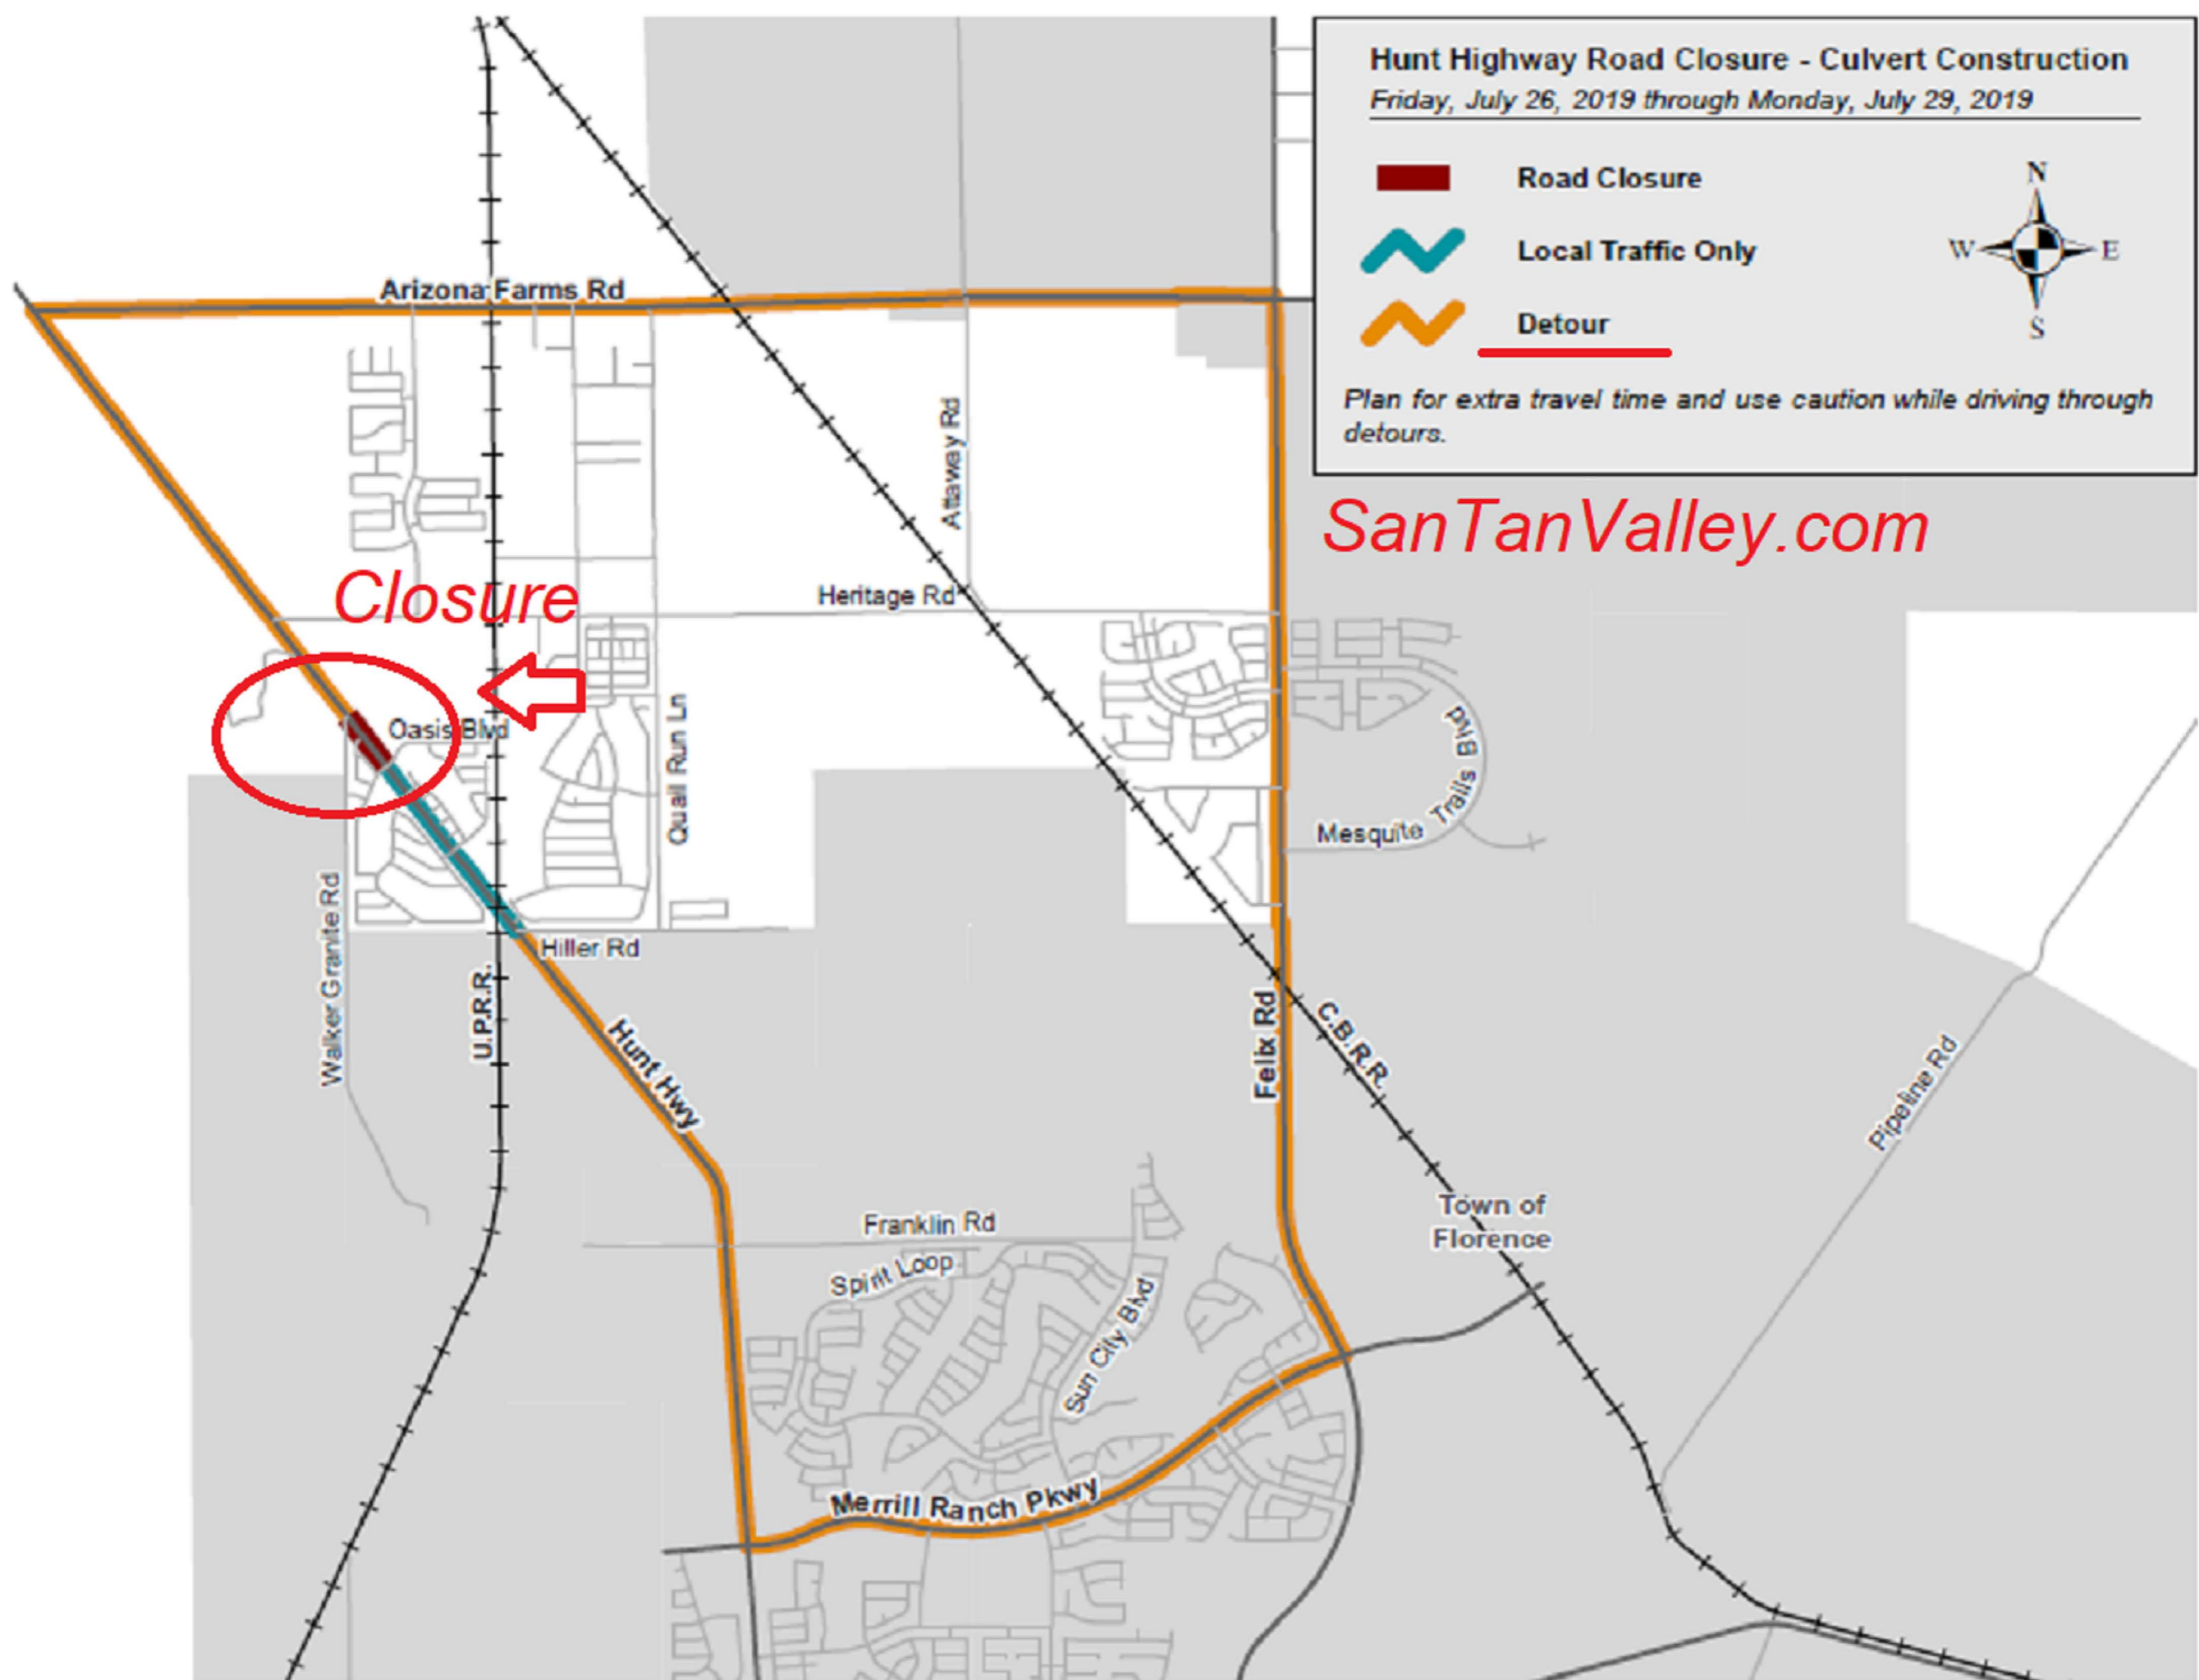 Hunt Highway Road Closure - Culvert Construction
Friday, July 26, 2019 through Monday, July 29, 2019
Road Closure
Local Traffic Only
Detour
N
W
E
S
Plan for extra travel time and use caution while driving through
detours.
SanTanValley.com
Arizona Farms Rd
Attaway Rd
Closure
Heritage Rd
Oasis Blvd
Quail Run Ln
Mesquite Trails Blvd
Walker Granite Rd
Hiller Rd
U.P.R.R.
Hunt Hwy
Felix Rd
C.B.R.R.
Pipeline Rd
Town of
Florence
Franklin Rd
Spirit Loop
Sun City Blvd
Merrill Ranch Pkwy